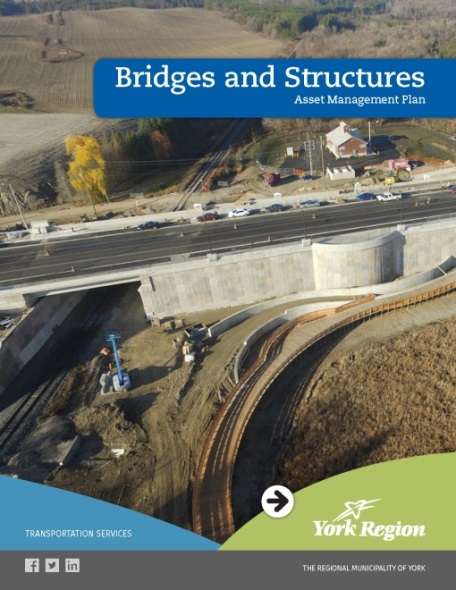 Bridges and Structures
Asset Management Plan
TRANSPORTATION SERVICES
York Region
THE REGIONAL MUNICIPALITY OF YORK